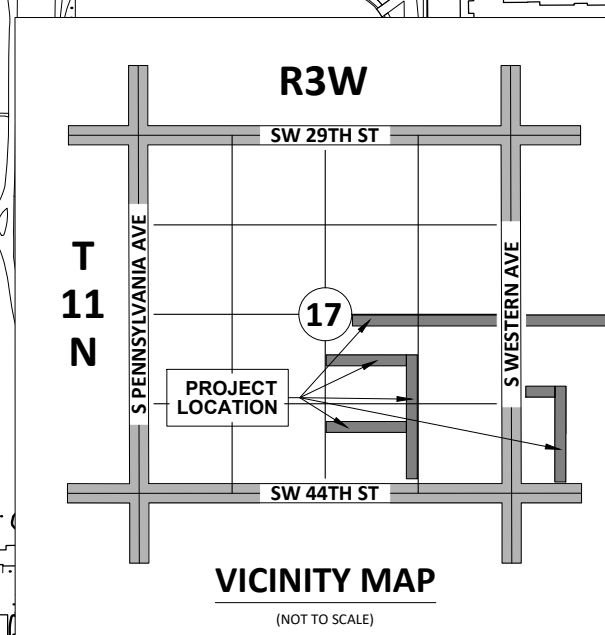 R3W
SW 29TH ST
T
11
N
S PENNSYLVANIA AVE
S WESTERN AVE
17
PROJECT
LOCATION
SW 44TH ST
VICINITY MAP
(NOT TO SCALE)